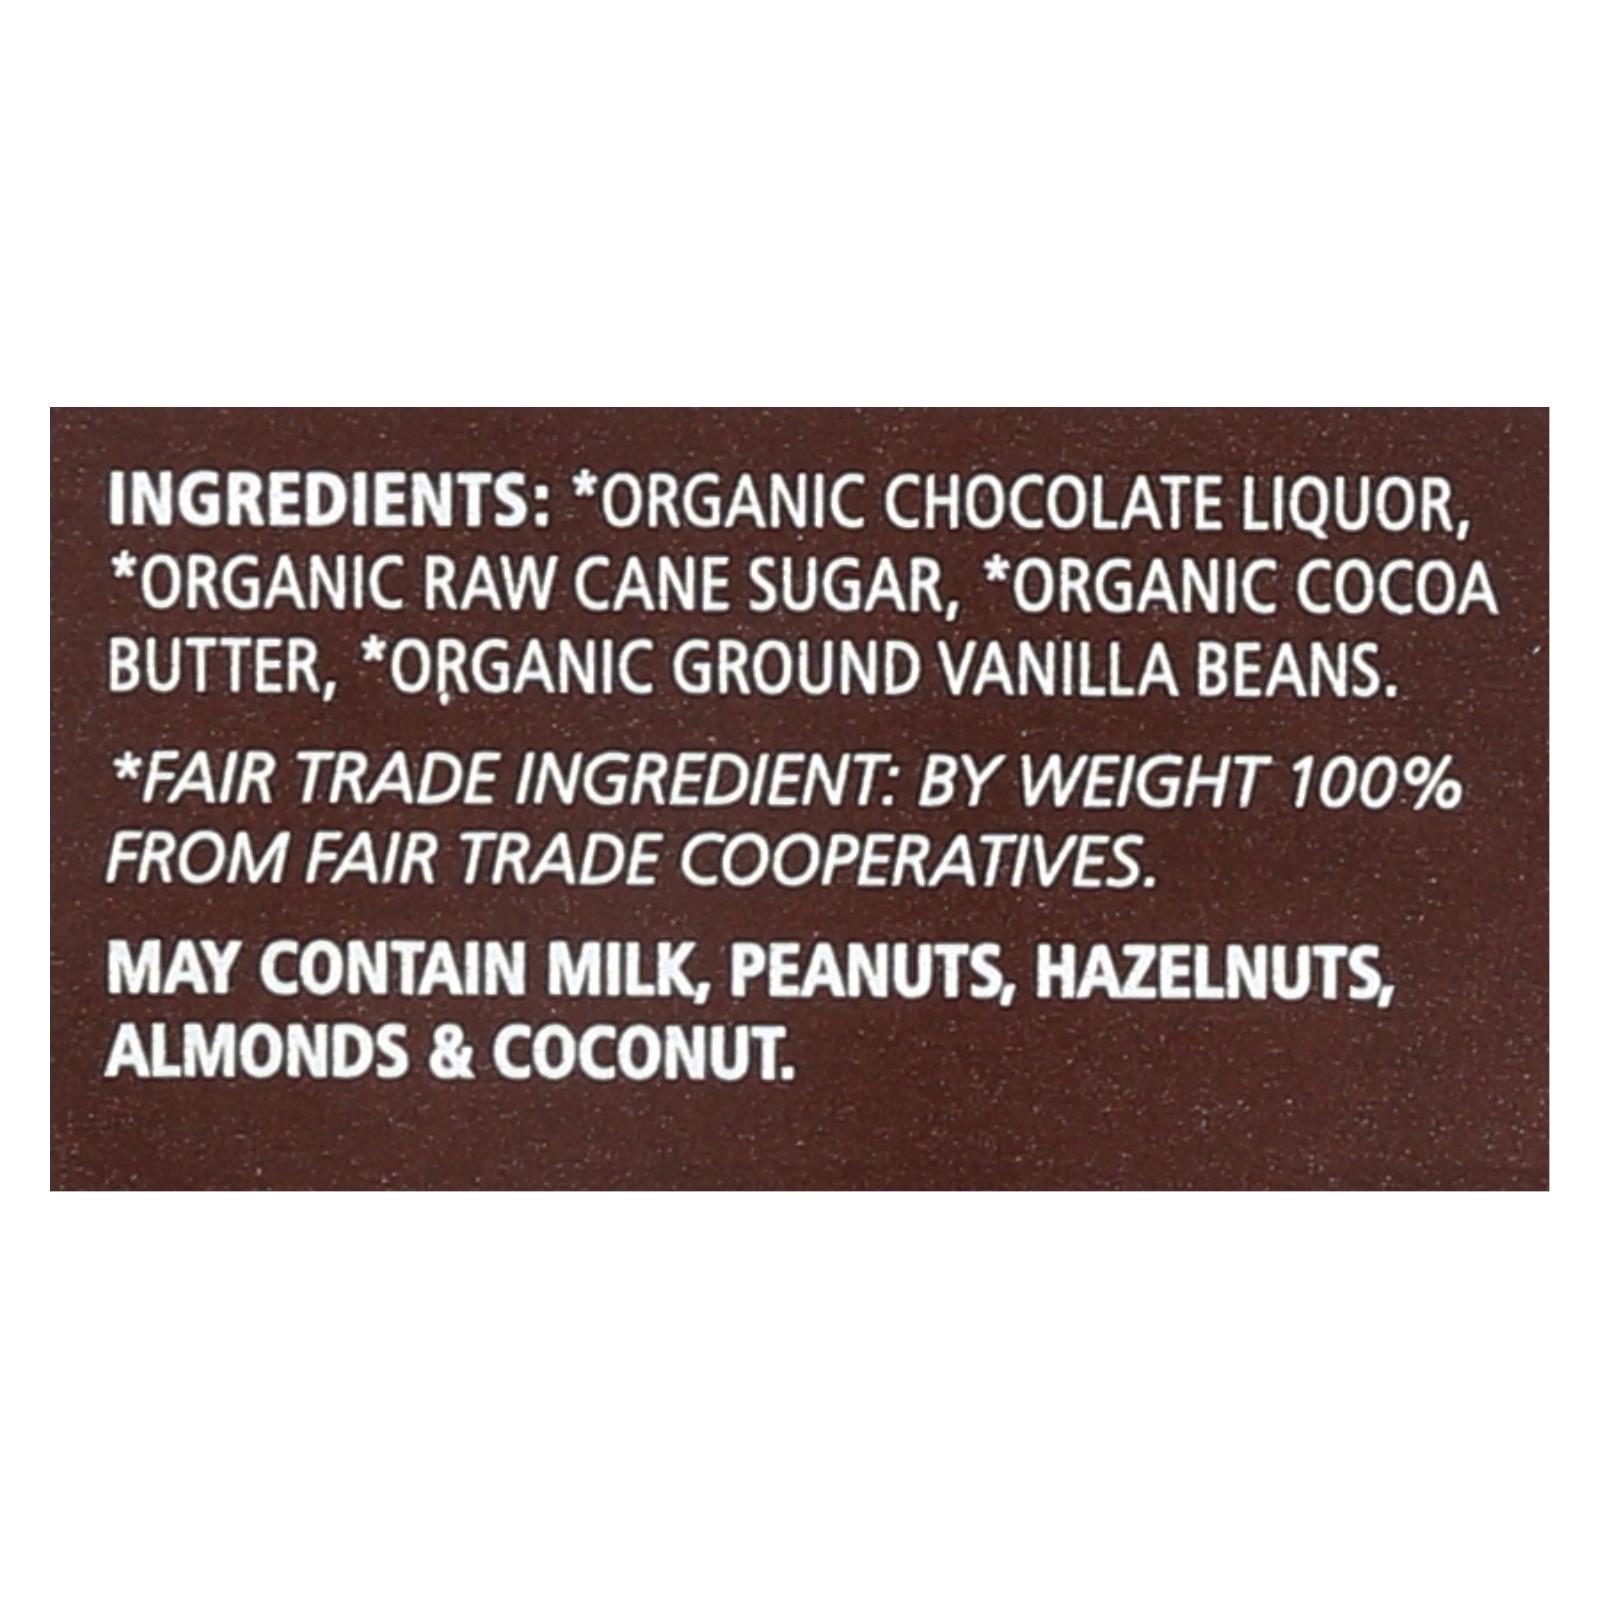 INGREDIENTS: *ORGANIC CHOCOLATE LIQUOR,
*ORGANIC RAW CANE SUGAR, *ORGANIC COCOA
BUTTER, *ORGANIC GROUND VANILLA BEANS.
*FAIR TRADE INGREDIENT: BY WEIGHT 100%
FROM FAIR TRADE COOPERATIVES.
MAY CONTAIN MILK, PEANUTS, HAZELNUTS,
ALMONDS & COCONUT.